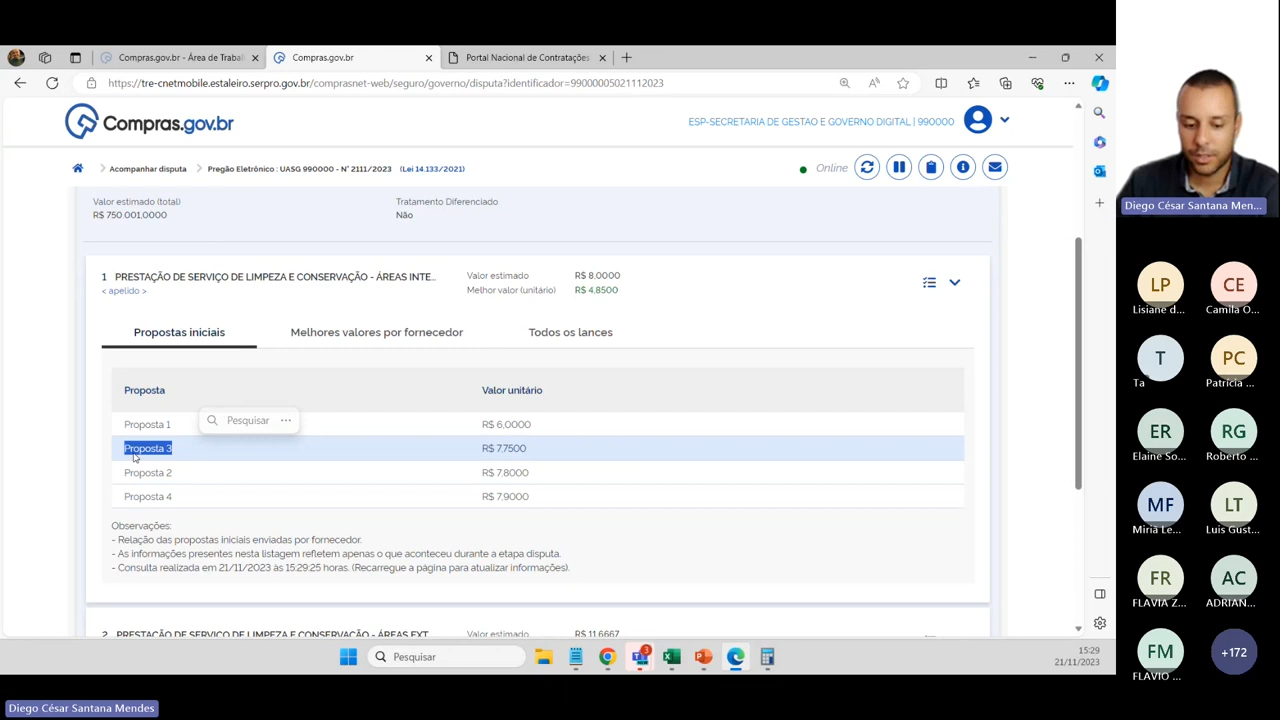 Compras.gov.br - Área de Trabal
Compras.gov.br
Portal Nacional de Contratações
https://tre-cnetmobile.estaleiro.serpro.gov.br/comprasnet-web/seguro/governo/disputa?identificador=99000005021112023
Compras.gov.br
ESP-SECRETARIA DE GESTAO E GOVERNO DIGITAL | 990000
Acompanhar disputa
Pregão Eletrônico : UASG 990000 - N° 2111/2023 (Lei 14.133/2021)
Online
Valor estimado (total)
Tratamento Diferenciado
R$ 750.001,0000
Não
1 PRESTAÇÃO DE SERVIÇO DE LIMPEZA E CONSERVAÇÃO - ÁREAS INTE...
Valor estimado R$ 8,0000
< apelido >
Melhor valor (unitário) R$ 4,8500
Propostas iniciais
Melhores valores por fornecedor
Todos os lances
Proposta
Valor unitário
Pesquisar ...
Proposta 1 R$ 6,0000
Proposta 3 R$ 7,7500
Proposta 2 R$ 7,8000
Proposta 4 R$ 7,9000
Observações:
- Relação das propostas iniciais enviadas por fornecedor.
- As informações presentes nesta listagem refletem apenas o que aconteceu durante a etapa disputa.
- Consulta realizada em 21/11/2023 às 15:29:25 horas. (Recarregue a página para atualizar informações).
2 PRESTAÇÃO DE SERVIÇO DE LIMPEZA E CONSERVAÇÃO - ÁREAS EXT
Valor estimado R$ 11,6667
Pesquisar
3
15:29
21/11/2023
Diego César Santana Mendes
Diego César Santana Men...
LP
Lisiane d...
CE
Camila O...
T
Ta
PC
Patrícia ...
ER
Elaine So...
RG
Roberto ...
MF
Miriã Le...
LT
Luis Gust...
FR
FLAVIA Z...
AC
ADRIAN...
FM
FLAVIO ...
+172